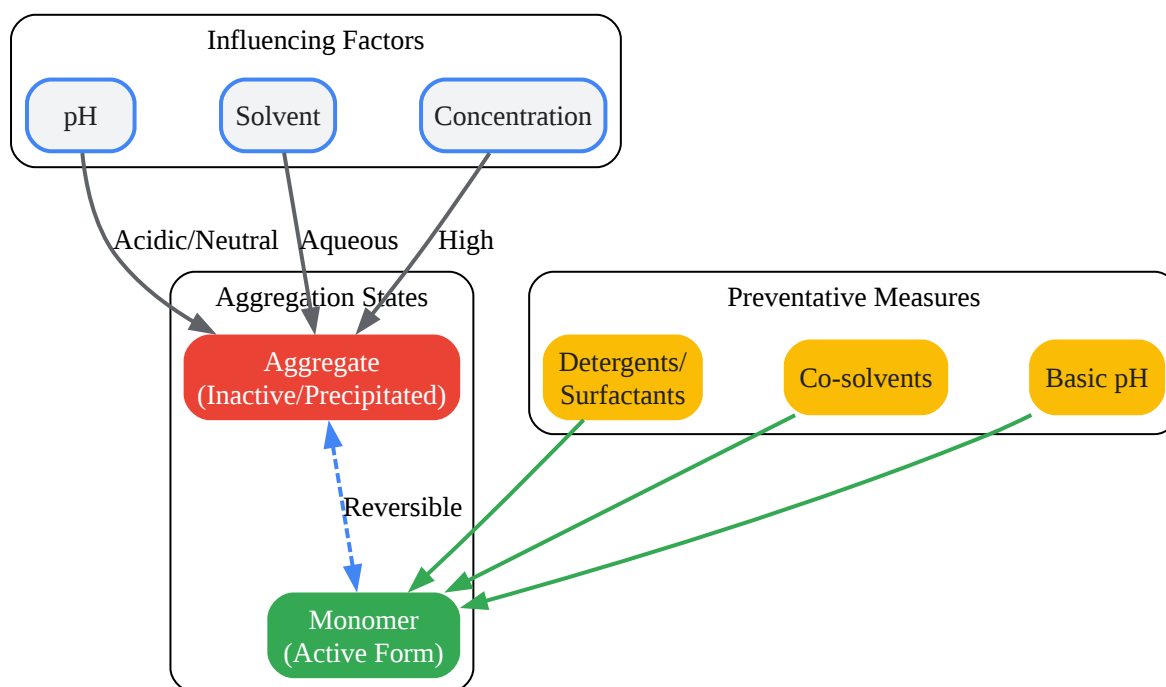 Influencing Factors
pH
Solvent
Concentration
Acidic/Neutral
Aqueous
High
Aggregation States
Aggregate
(Inactive/Precipitated)
Reversible
Monomer
(Active Form)
Preventative Measures
Detergents/
Surfactants
Co-solvents
Basic pH